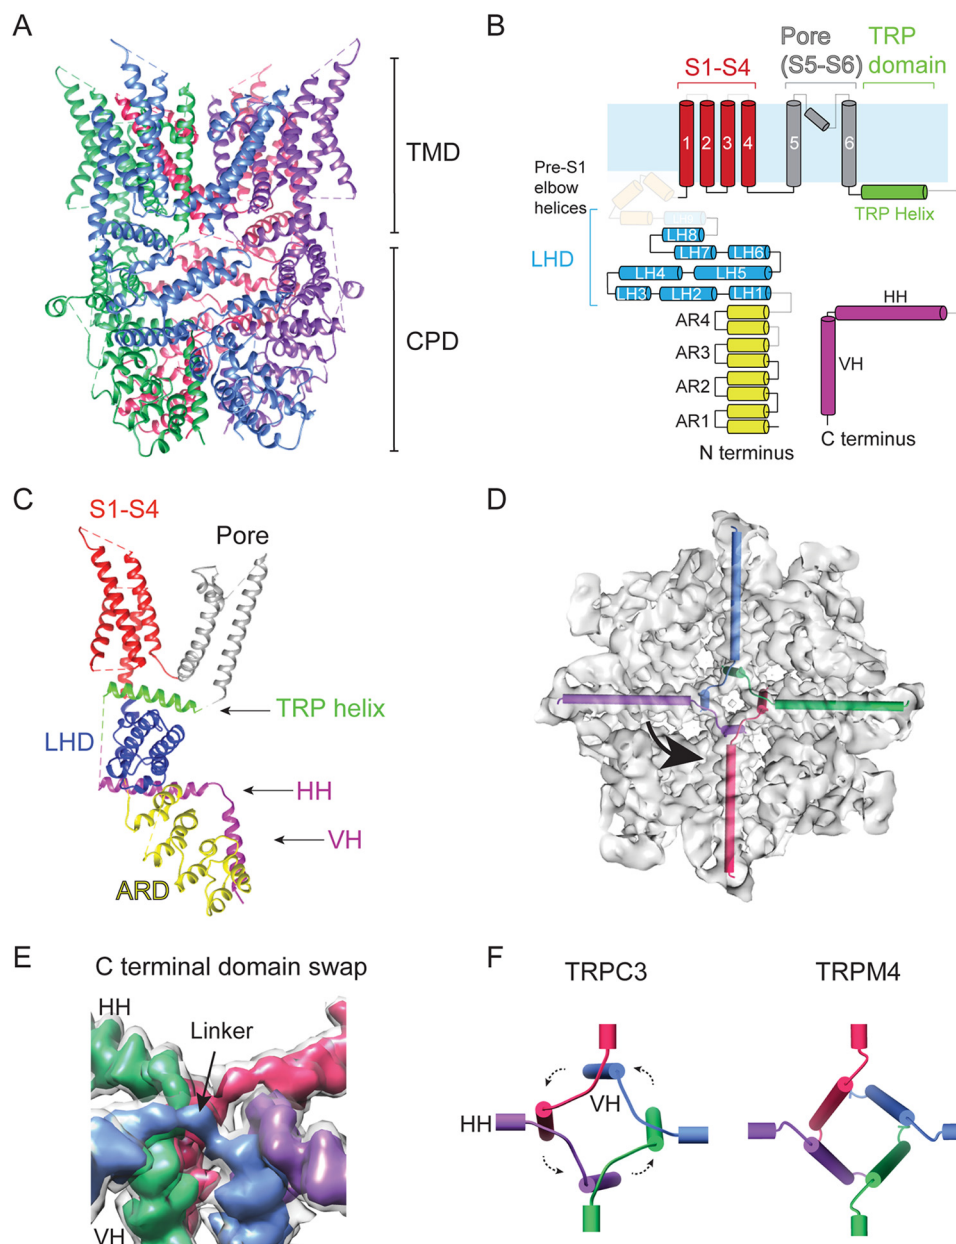 A
TMD
CPD
B
Pore
(S5-S6)
TRP
domain
S1-S4
1
2
3
4
5
6
Pre-S1
elbow
helices
TRP Helix
LHD
LH9
LH8
LH7
LH6
LH4
LH5
LH3
LH2
LH1
AR4
AR3
AR2
AR1
HH
VH
N terminus
C terminus
C
S1-S4
Pore
TRP helix
LHD
HH
VH
ARD
D
E
C terminal domain swap
HH
Linker
VH
F
TRPC3
TRPM4
VH
HH